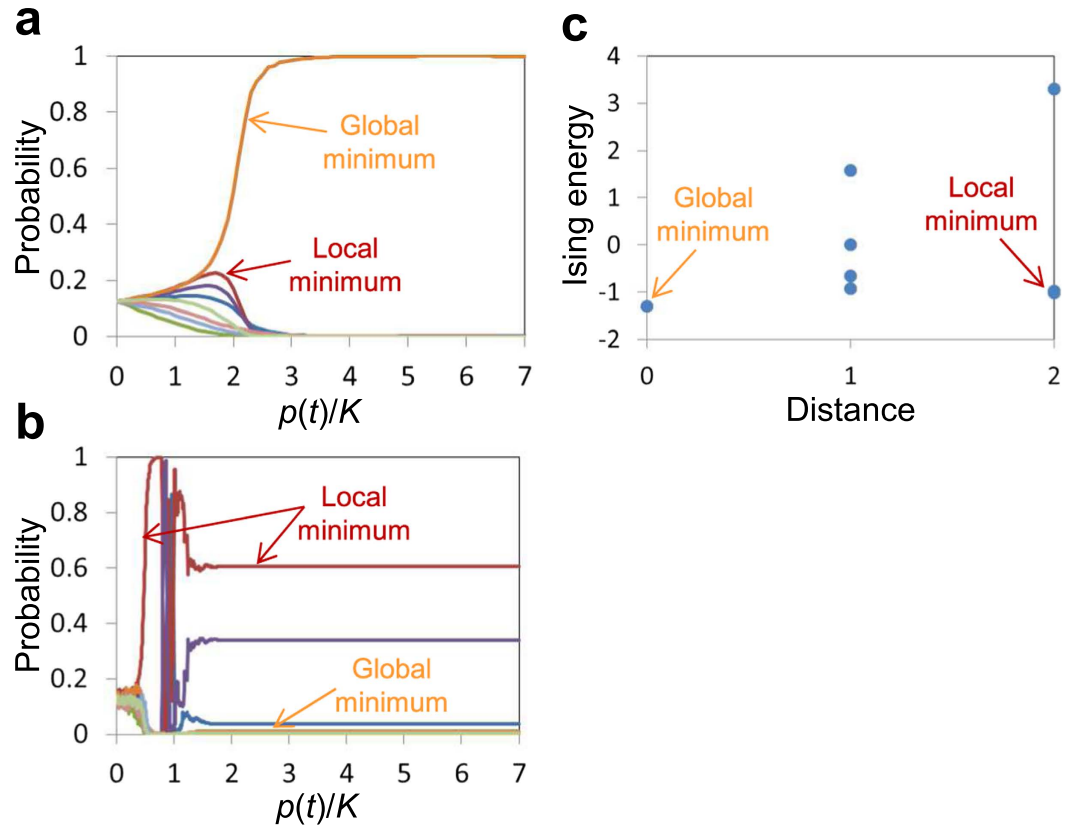 a
1
0.8
0.6
0.4
0.2
0
Probability
Global
minimum
Local
minimum
0 1 2 3 4 5 6 7
p(t)/K
b
1
0.8
0.6
0.4
0.2
0
Probability
Local
minimum
Global
minimum
0 1 2 3 4 5 6 7
p(t)/K
c
4
3
2
1
0
-1
-2
Ising energy
Global
minimum
Local
minimum
0 1 2
Distance